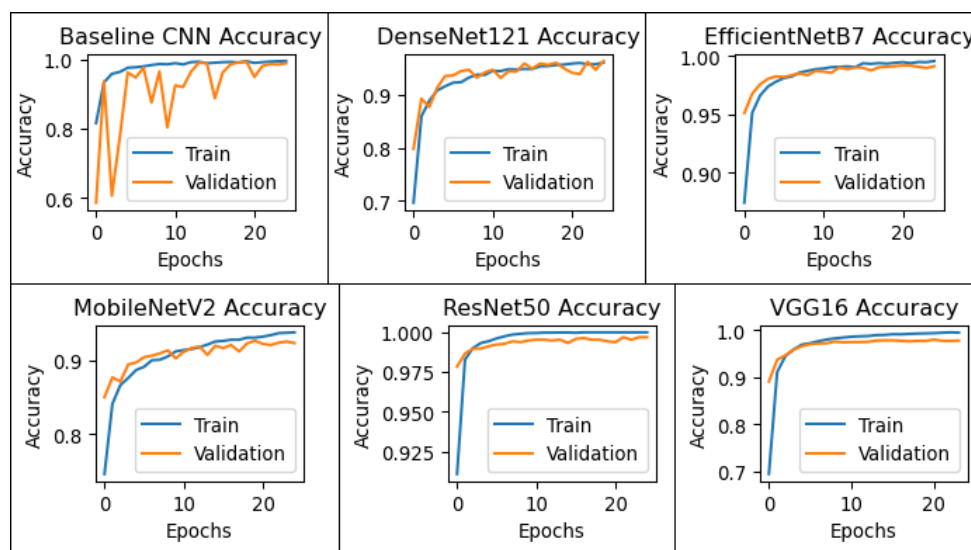 Baseline CNN Accuracy
Accuracy
1.0
0.8
0.6
Train
Validation
0 10 20
Epochs
DenseNet121 Accuracy
Accuracy
0.9
0.8
0.7
Train
Validation
0 10 20
Epochs
EfficientNetB7 Accuracy
Accuracy
1.00
0.95
0.90
Train
Validation
0 10 20
Epochs
MobileNetV2 Accuracy
Accuracy
0.9
0.8
Train
Validation
0 10 20
Epochs
ResNet50 Accuracy
Accuracy
1.000
0.975
0.950
0.925
Train
Validation
0 10 20
Epochs
VGG16 Accuracy
Accuracy
1.0
0.9
0.8
0.7
Train
Validation
0 10 20
Epochs